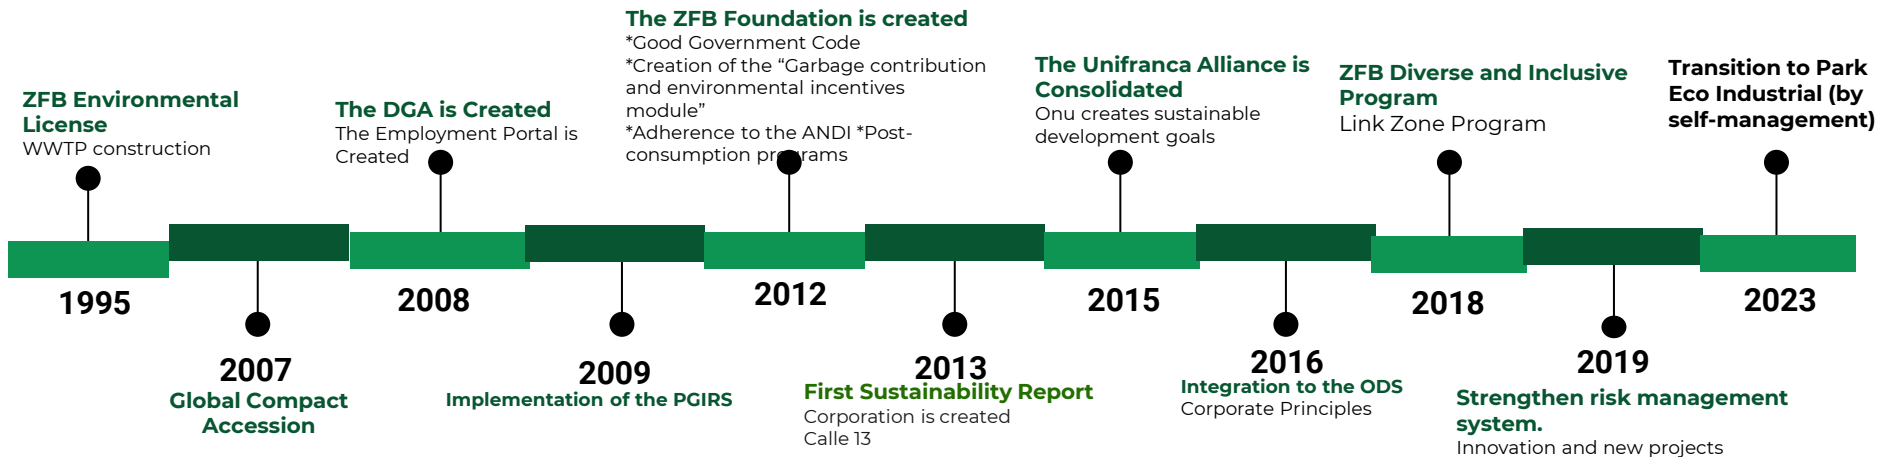 ZFB Environmental
License
WWTP construction
1995
2007
Global Compact
Accession
The DGA is Created
The Employment Portal is
Created
2008
2009
Implementation of the PGIRS
The ZFB Foundation is created
*Good Government Code
*Creation of the “Garbage contribution
and environmental incentives
module”
*Adherence to the ANDI *Post-
consumption programs
2012
2013
First Sustainability Report
Corporation is created
Calle 13
The Unifranca Alliance is
Consolidated
Onu creates sustainable
development goals
2015
2016
Integration to the ODS
Corporate Principles
ZFB Diverse and Inclusive
Program
Link Zone Program
2018
2019
Strengthen risk management
system.
Innovation and new projects
Transition to Park
Eco Industrial (by
self-management)
2023